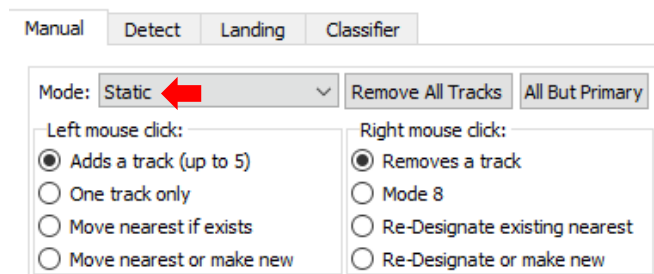 Manual Detect Landing Classifier
Mode: Static Remove All Tracks All But Primary
Left mouse click: Right mouse click:
Adds a track (up to 5) Removes a track
One track only Mode 8
Move nearest if exists Re-Designate existing nearest
Move nearest or make new Re-Designate or make new